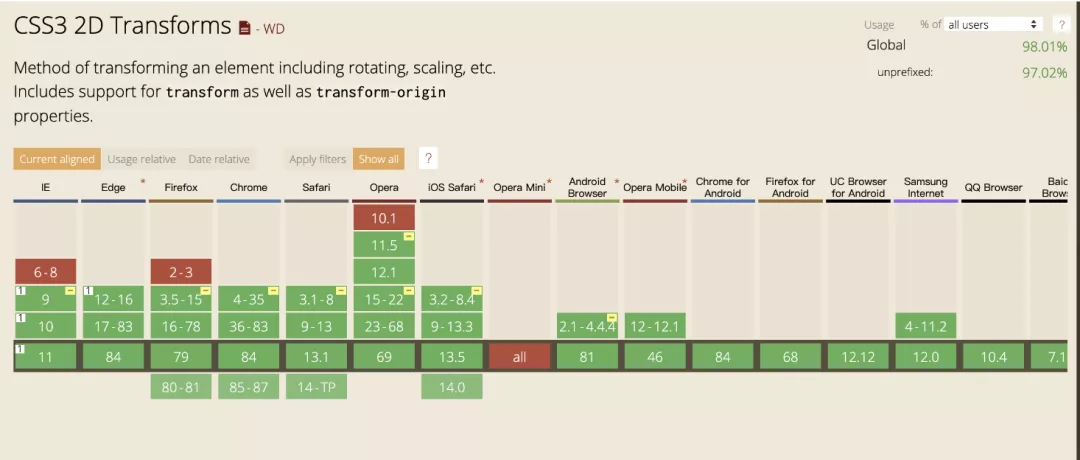 CSS3 2D Transforms - WD
Usage % of all users ?
Global 98.01%
unprefixed: 97.02%
Method of transforming an element including rotating, scaling, etc.
Includes support for transform as well as transform-origin
properties.
Current aligned Usage relative Date relative Apply filters Show all ?
IE Edge * Firefox Chrome Safari Opera iOS Safari * Opera Mini * Android Browser * Opera Mobile * Chrome for Android Firefox for Android UC Browser for Android Samsung Internet QQ Browser Baid Brows
10.1
11.5
6-8 2-3 12.1
1 9 1 12-16 3.5-15 4-35 3.1-8 15-22 3.2-8.4
1 10 17-83 16-78 36-83 9-13 23-68 9-13.3 2.1-4.4.4 12-12.1 4-11.2
1 11 84 79 84 13.1 69 13.5 all 81 46 84 68 12.12 12.0 10.4 7.1
80-81 85-87 14-TP 14.0